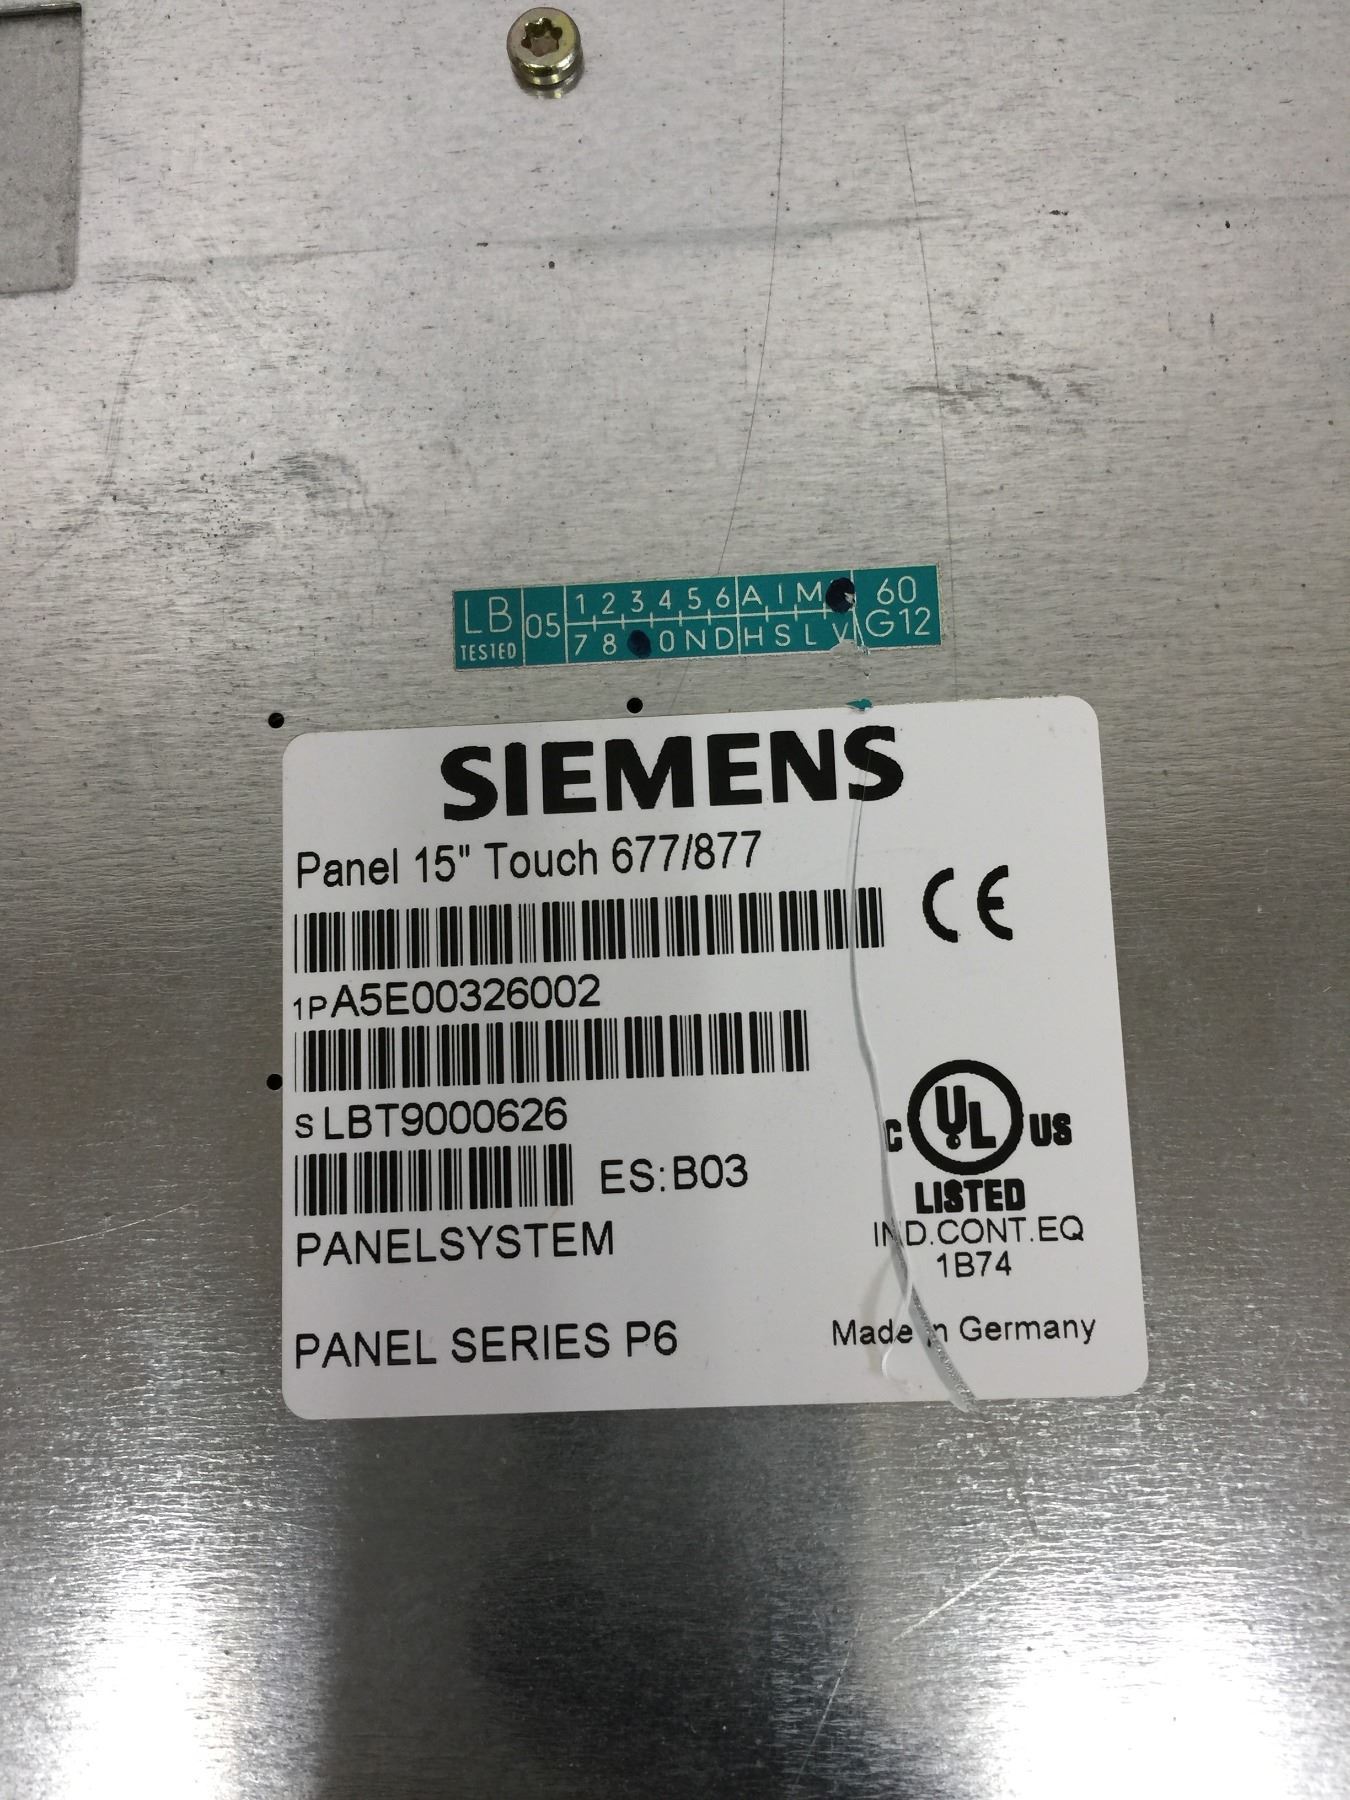 LB TESTED 05 1 2 3 4 5 6 A I M 60
7 8 0 N D H S L V G12
SIEMENS
Panel 15" Touch 677/877
CE
1P A5E00326002
S LBT9000626
ES: B03
C UL US
LISTED
IND.CONT.EQ
1B74
PANELSYSTEM
PANEL SERIES P6
Made in Germany